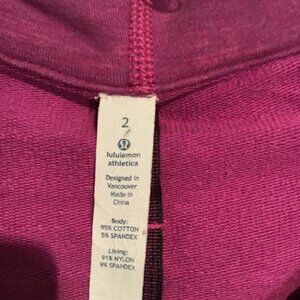 2
lululemon
athletica
Designed in
Vancouver
Made in
China
Body:
95% COTTON
5% SPANDEX
Lining:
91% NYLON
9% SPANDEX